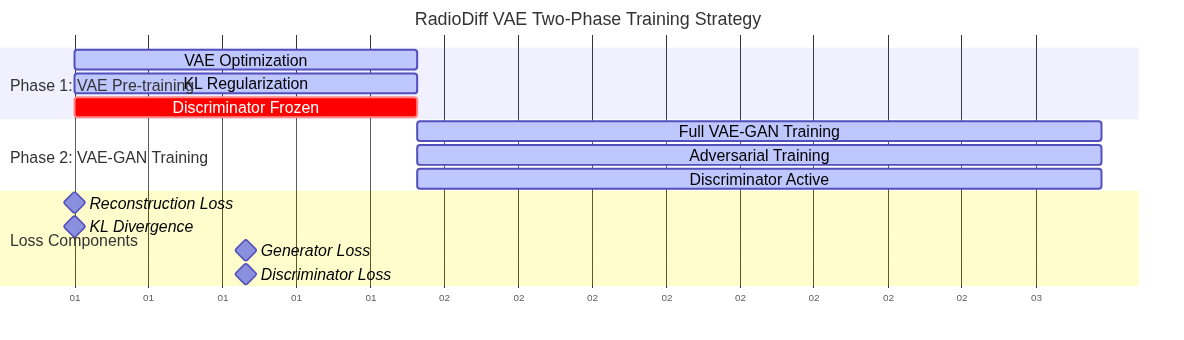 RadioDiff VAE Two-Phase Training Strategy
VAE Optimization
Phase 1: VAE Pre-training
KL Regularization
Discriminator Frozen
Full VAE-GAN Training
Phase 2: VAE-GAN Training
Adversarial Training
Discriminator Active
Reconstruction Loss
KL Divergence
Loss Components
Generator Loss
Discriminator Loss
01 01 01 01 01 02 02 02 02 02 02 02 02 03